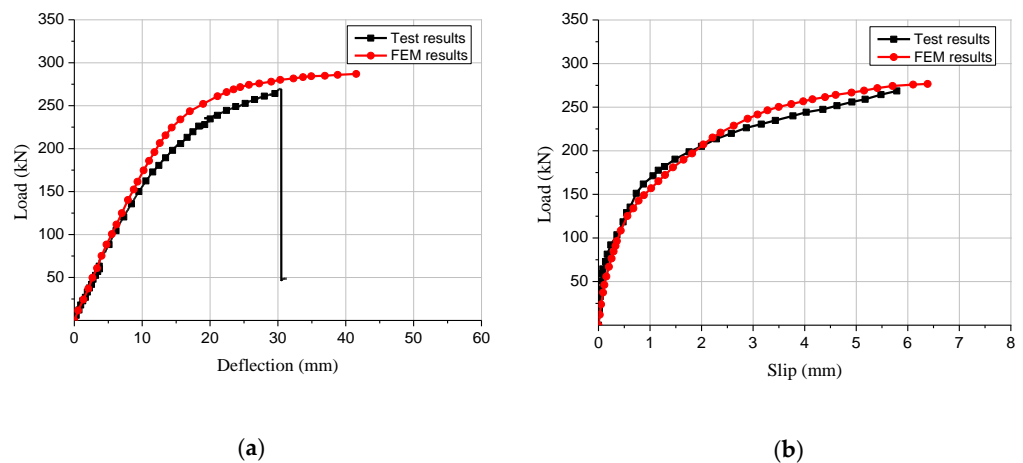 350
300
250
200
150
100
50
Load (kN)
Test results
FEM results
0 10 20 30 40 50 60
Deflection (mm)
(a)
350
300
250
200
150
100
50
0
Load (kN)
Test results
FEM results
0 1 2 3 4 5 6 7 8
Slip (mm)
(b)